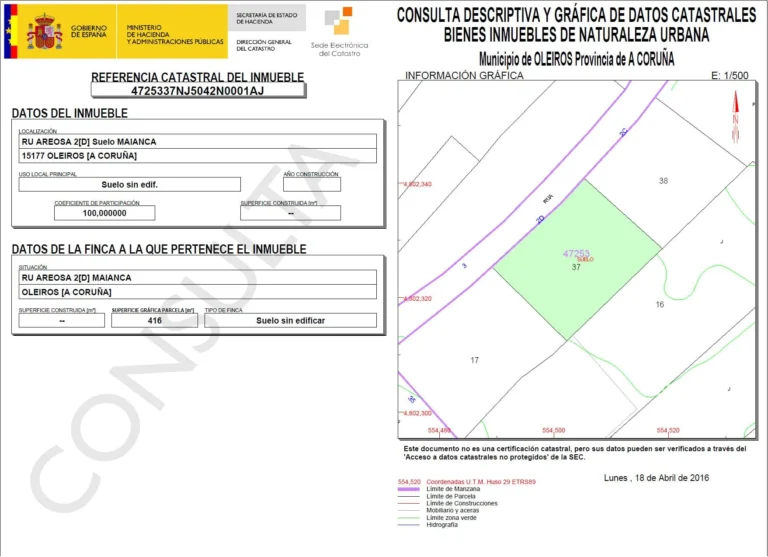 GOBIERNO
DE ESPAÑA
MINISTERIO
DE HACIENDA
Y ADMINISTRACIONES PÚBLICAS
SECRETARÍA DE ESTADO
DE HACIENDA
DIRECCIÓN GENERAL
DEL CATASTRO
Sede Electrónica
del Catastro
REFERENCIA CATASTRAL DEL INMUEBLE
4725337NJ5042N0001AJ
DATOS DEL INMUEBLE
LOCALIZACIÓN
RU AREOSA 2[D] Suelo MAIANCA
15177 OLEIROS [A CORUÑA]
USO LOCAL PRINCIPAL
AÑO CONSTRUCCIÓN
Suelo sin edif.
COEFICIENTE DE PARTICIPACIÓN
SUPERFICIE CONSTRUIDA [m²]
100,000000
--
DATOS DE LA FINCA A LA QUE PERTENECE EL INMUEBLE
SITUACIÓN
RU AREOSA 2[D] MAIANCA
OLEIROS [A CORUÑA]
SUPERFICIE CONSTRUIDA [m²]
SUPERFICIE GRÁFICA PARCELA [m²]
TIPO DE FINCA
--
416
Suelo sin edificar
CONSULTA
CONSULTA DESCRIPTIVA Y GRÁFICA DE DATOS CATASTRALES
BIENES INMUEBLES DE NATURALEZA URBANA
Municipio de OLEIROS Provincia de A CORUÑA
INFORMACIÓN GRÁFICA
E: 1/500
2C
4,802,340
38
RUA
2D
47253
SUELO
37
3
J
4,802,320
16
17
J
35
4,802,300
J
554,480
554,500
554,520
Este documento no es una certificación catastral, pero sus datos pueden ser verificados a través del
'Acceso a datos catastrales no protegidos' de la SEC.
Lunes , 18 de Abril de 2016
554,520 Coordenadas U.T.M. Huso 29 ETRS89
Límite de Manzana
Límite de Parcela
Límite de Construcciones
Mobiliario y aceras
Límite zona verde
Hidrografía